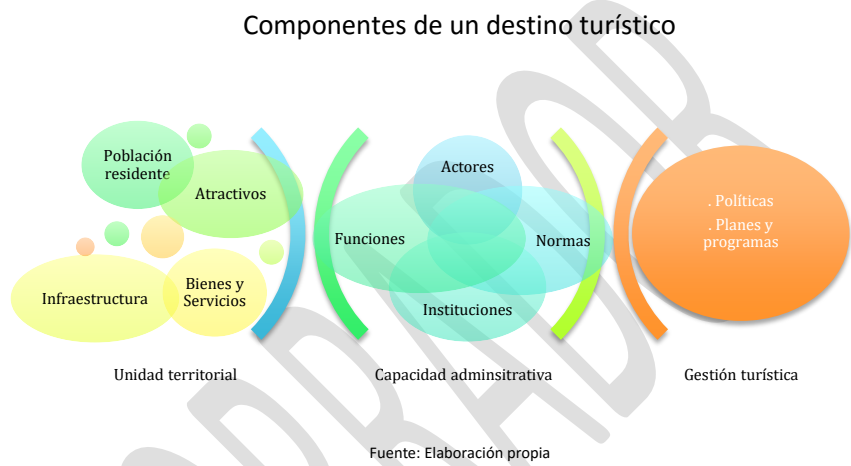 Componentes de un destino turístico
Población
residente
Atractivos
Infraestructura
Bienes y
Servicios
Actores
Funciones
Normas
Instituciones
. Políticas
. Planes y
programas
Unidad territorial
Capacidad adminsitrativa
Gestión turística
Fuente: Elaboración propia